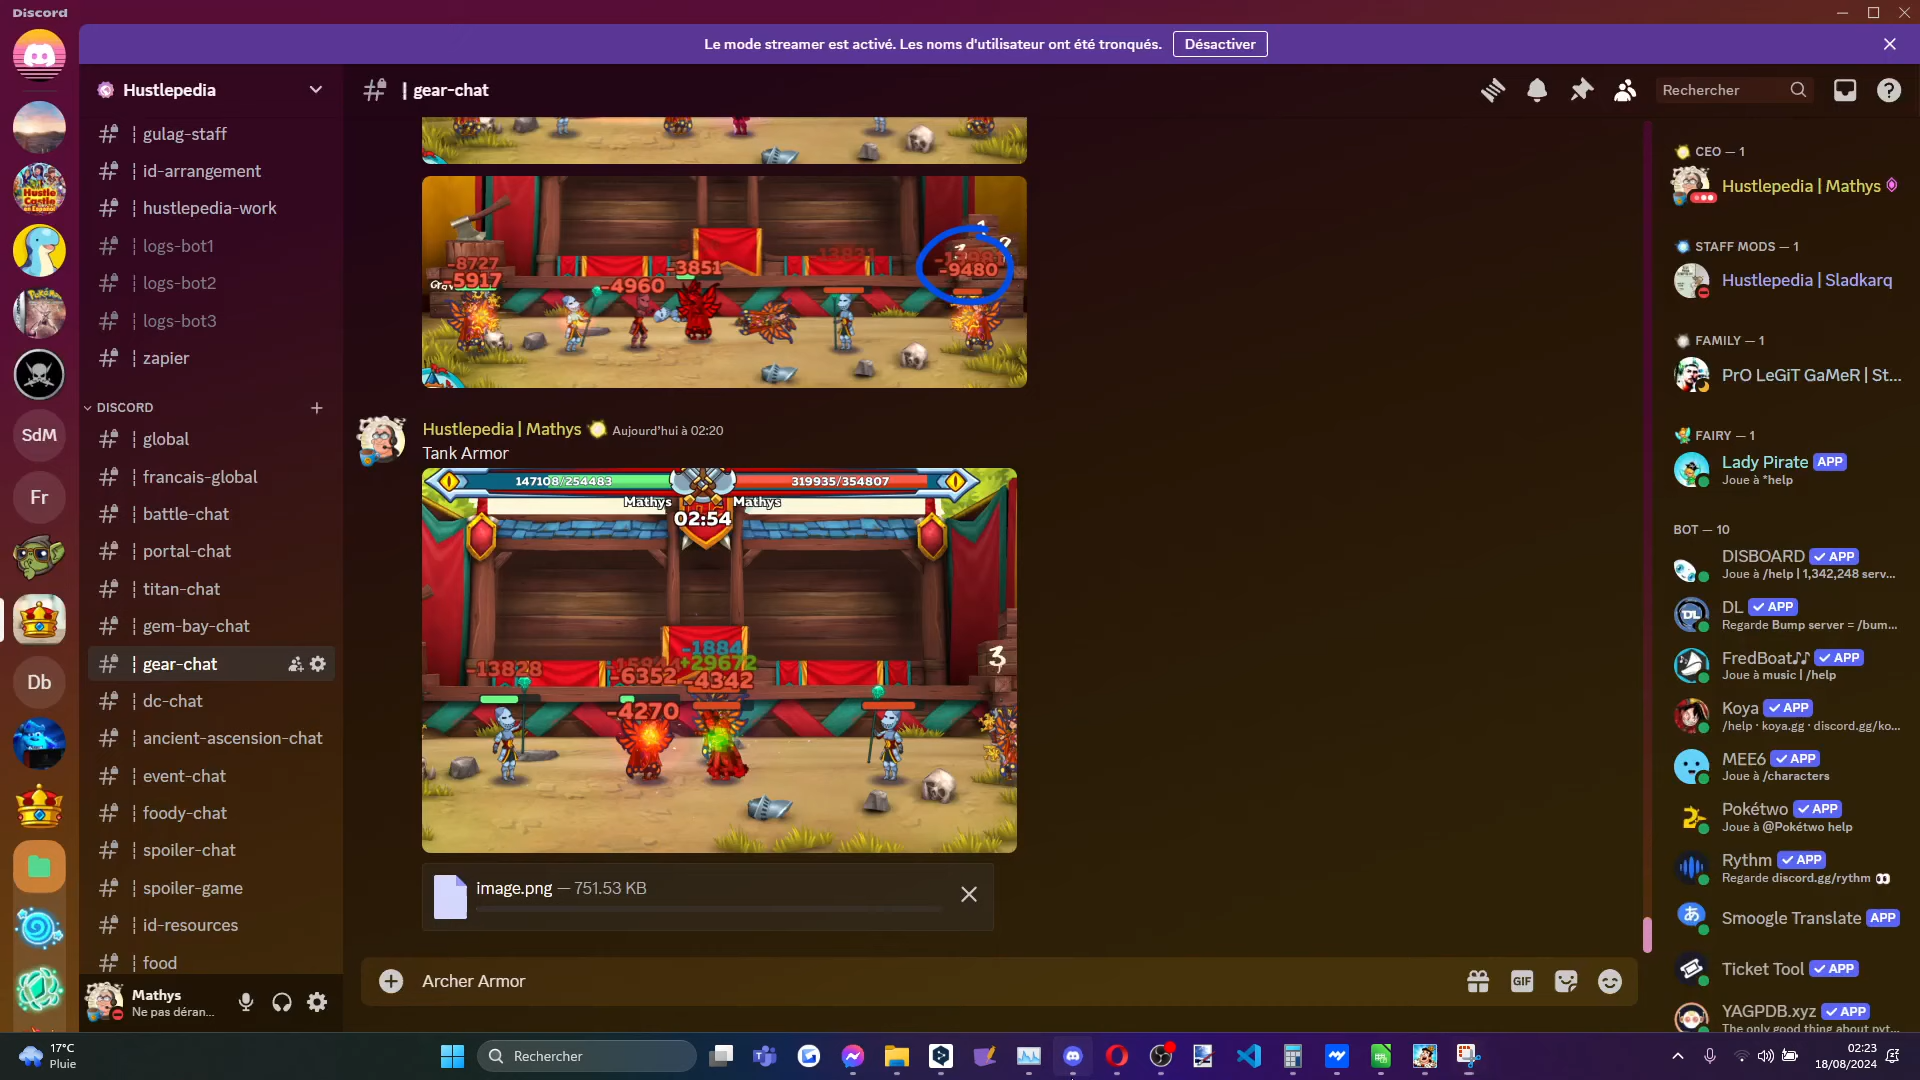 Discord
Le mode streamer est activé. Les noms d'utilisateur ont été tronqués.
Désactiver
Hustlepedia
gulag-staff
id-arrangement
hustlepedia-work
logs-bot1
logs-bot2
logs-bot3
zapier
DISCORD
global
francais-global
battle-chat
portal-chat
titan-chat
gem-bay-chat
gear-chat
dc-chat
ancient-ascension-chat
event-chat
foody-chat
spoiler-chat
spoiler-game
id-resources
food
SdM
Fr
Db
Mathys
Ne pas déran...
gear-chat
Rechercher
-8727
-5917
-4960
-3851
13831
-9480
Hustlepedia | Mathys
Aujourd'hui à 02:20
Tank Armor
147108/254483
319935/354807
Mathys
Mathys
02:54
13828
-6352
-1884
+29672
-4342
-4270
3
image.png — 751.53 KB
Archer Armor
GIF
CEO — 1
Hustlepedia | Mathys
STAFF MODS — 1
Hustlepedia | Sladkarq
FAMILY — 1
PrO LeGiT GaMeR | St...
FAIRY — 1
Lady Pirate APP
Joue à *help
BOT — 10
DISBOARD ✓ APP
Joue à /help | 1,342,248 serv...
DL ✓ APP
Regarde Bump server = /bum...
FredBoat♪♪ ✓ APP
Joue à music | /help
Koya ✓ APP
/help · koya.gg · discord.gg/ko...
MEE6 ✓ APP
Joue à /characters
Pokétwo ✓ APP
Joue à @Pokétwo help
Rythm ✓ APP
Regarde discord.gg/rythm
Smoogle Translate APP
Ticket Tool ✓ APP
YAGPDB.xyz ✓ APP
The only good thing about pyt...
17°C
Pluie
Rechercher
02:23
18/08/2024